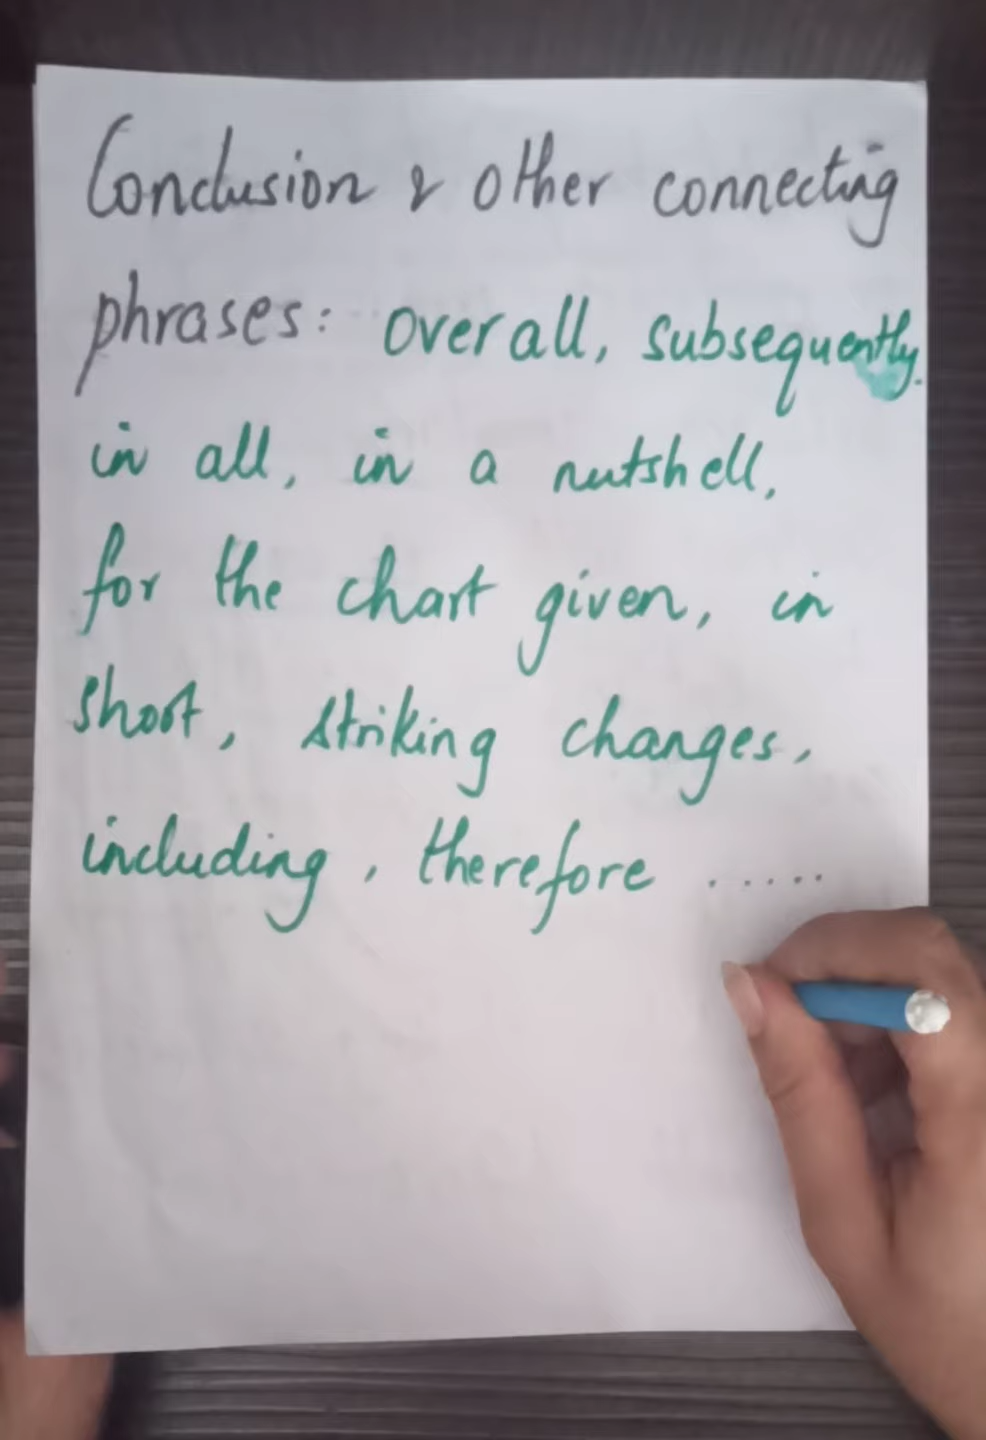 Conclusion & other connecting
phrases: overall, subsequently.
in all, in a nutshell,
for the chart given, in
short, striking changes,
including, therefore .....